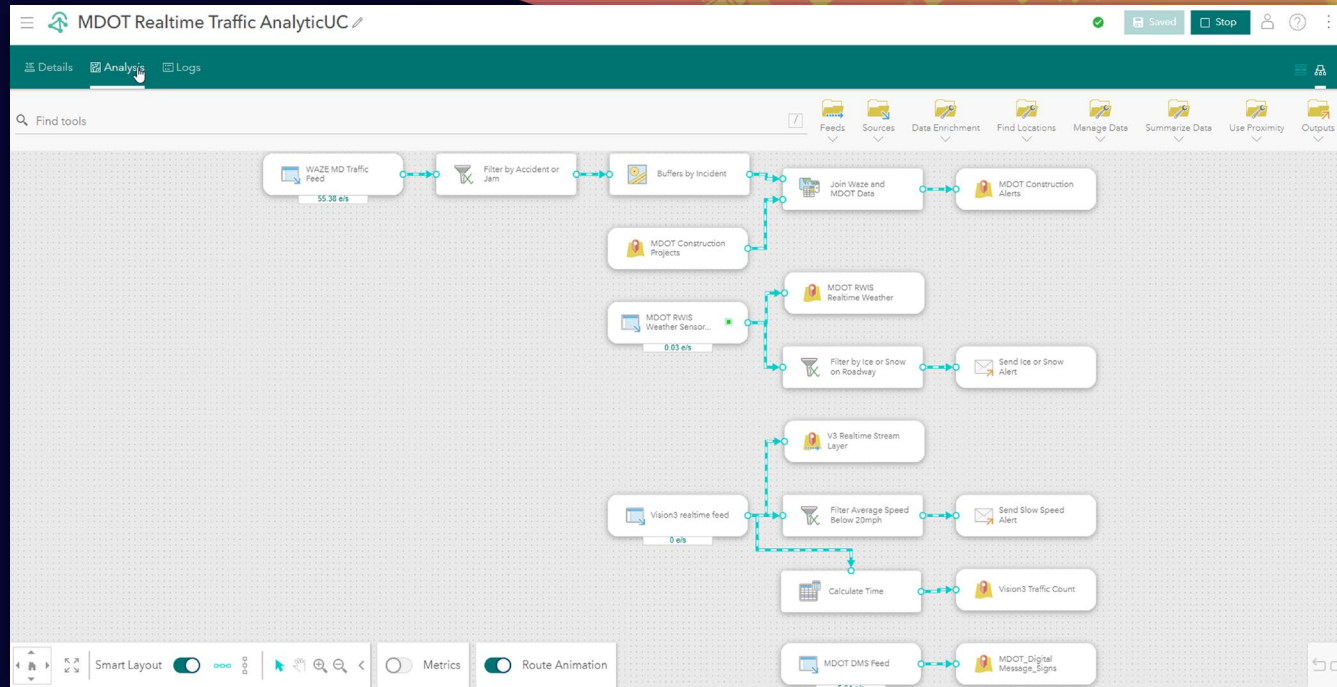 MDOT Realtime Traffic AnalyticUC
Saved
Stop
Details
Analysis
Logs
Find tools
/
Feeds
Sources
Data Enrichment
Find Locations
Manage Data
Summarize Data
Use Proximity
Outputs
WAZE MD Traffic
Feed
55.38 e/s
Filter by Accident or
Jam
Buffers by Incident
Join Waze and
MDOT Data
MDOT Construction
Alerts
MDOT Construction
Projects
MDOT RWIS
Realtime Weather
MDOT RWIS
Weather Sensor...
0.03 e/s
Filter by Ice or Snow
on Roadway
Send Ice or Snow
Alert
V3 Realtime Stream
Layer
Vision3 realtime feed
0 e/s
Filter Average Speed
Below 20mph
Send Slow Speed
Alert
Calculate Time
Vision3 Traffic Count
MDOT DMS Feed
MDOT_Digital
Message_Signs
Smart Layout
Metrics
Route Animation